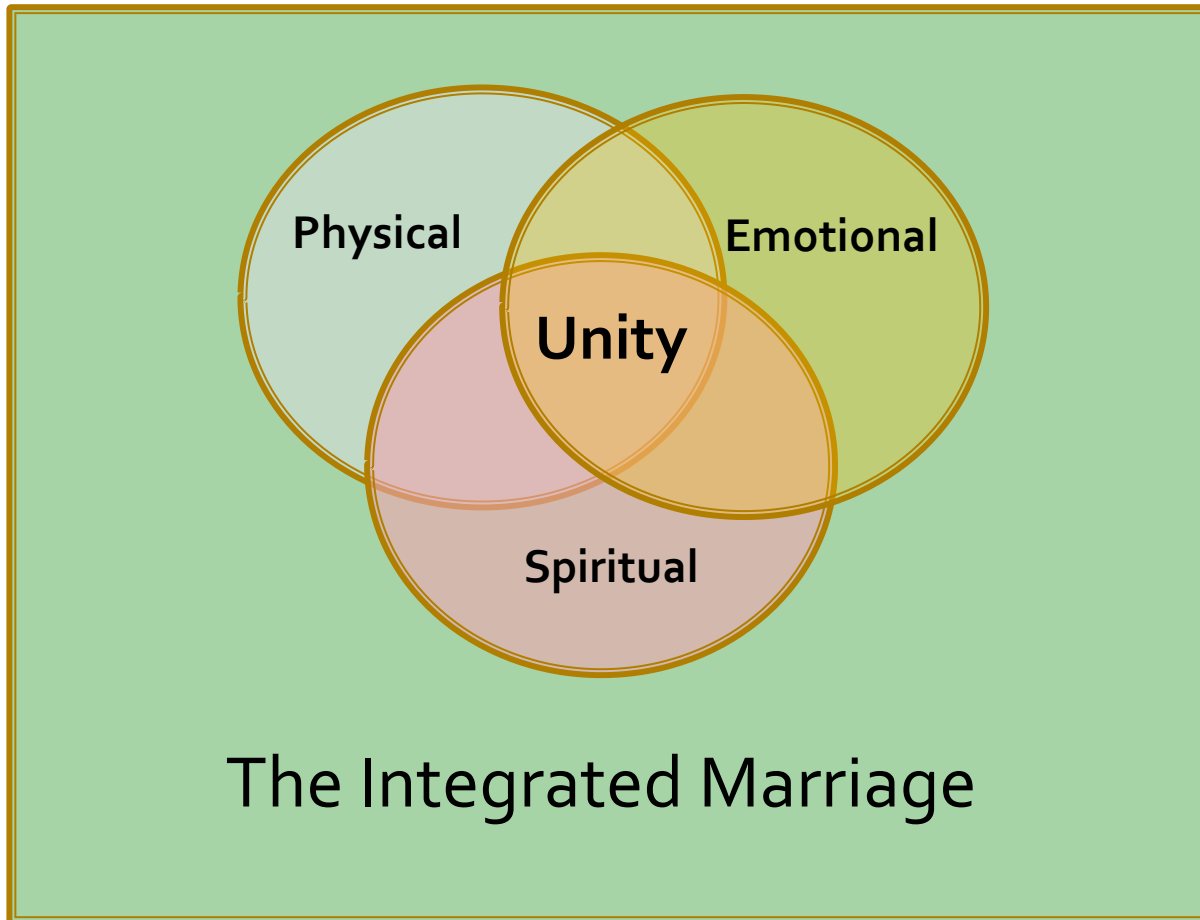 Physical
Emotional
Unity
Spiritual
The Integrated Marriage